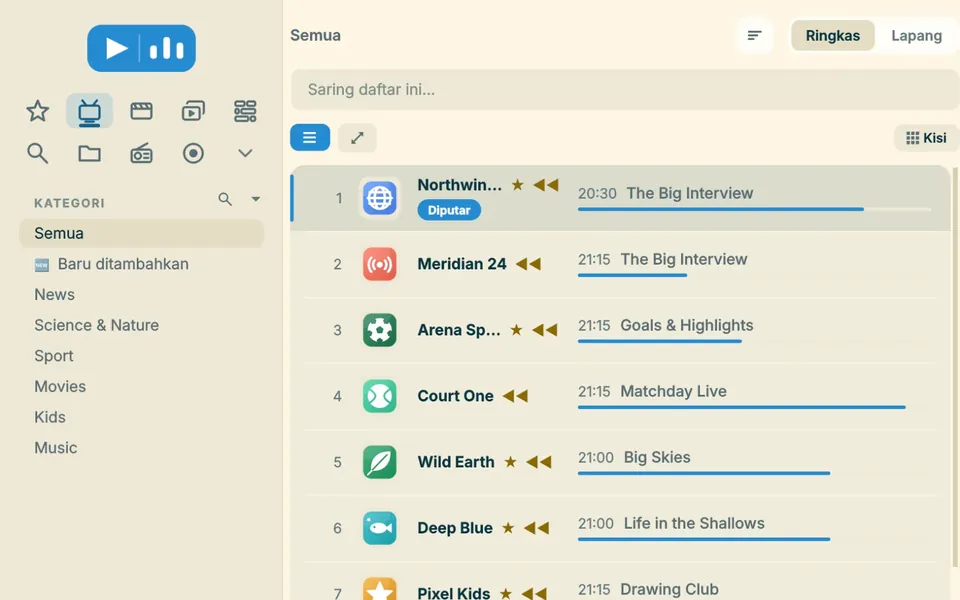 Semua
Ringkas
Lapang
Saring daftar ini...
Kisi
KATEGORI
Semua
Baru ditambahkan
News
Science & Nature
Sport
Movies
Kids
Music
1 Northwin... ★ ◀◀ 20:30 The Big Interview
Diputar
2 Meridian 24 ◀◀ 21:15 The Big Interview
3 Arena Sp... ★ ◀◀ 21:15 Goals & Highlights
4 Court One ◀◀ 21:15 Matchday Live
5 Wild Earth ★ ◀◀ 21:00 Big Skies
6 Deep Blue ★ ◀◀ 21:00 Life in the Shallows
7 Pixel Kids ★ ◀◀ 21:15 Drawing Club